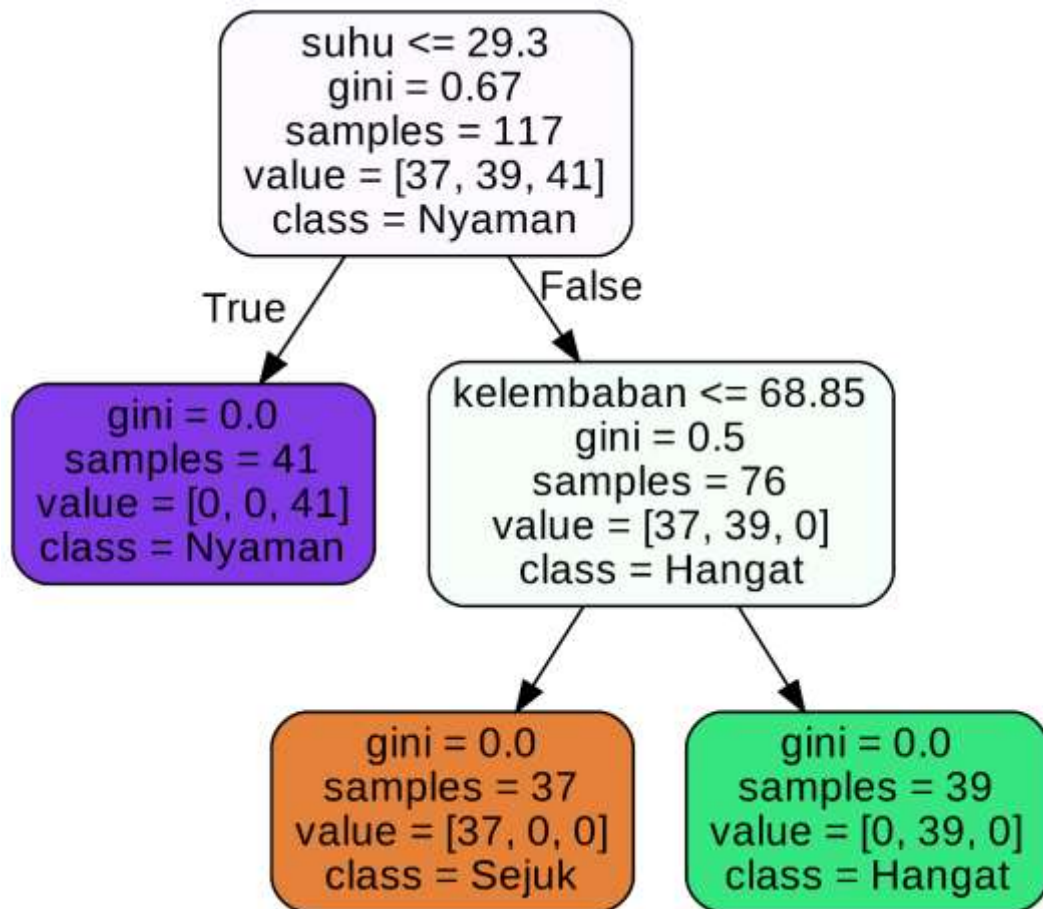 suhu <= 29.3
gini = 0.67
samples = 117
value = [37, 39, 41]
class = Nyaman
True
False
gini = 0.0
samples = 41
value = [0, 0, 41]
class = Nyaman
kelembaban <= 68.85
gini = 0.5
samples = 76
value = [37, 39, 0]
class = Hangat
gini = 0.0
samples = 37
value = [37, 0, 0]
class = Sejuk
gini = 0.0
samples = 39
value = [0, 39, 0]
class = Hangat